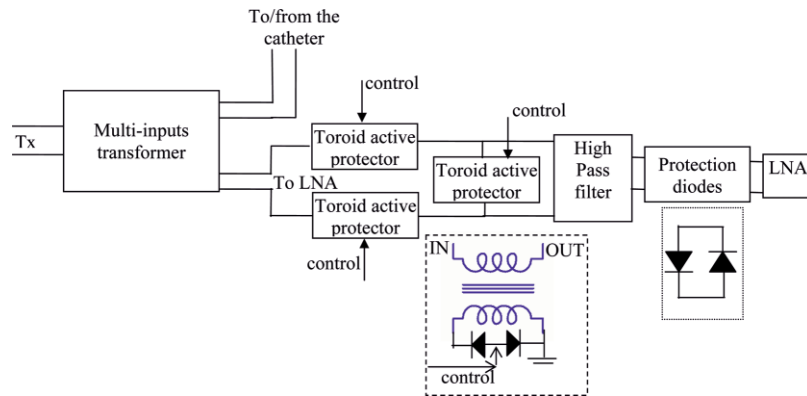 To/from the
catheter
control
control
Tx
Multi-inputs
transformer
Toroid active
protector
High
Pass
filter
Toroid active
protector
Protection
diodes
LNA
To LNA
Toroid active
protector
control
IN
OUT
control